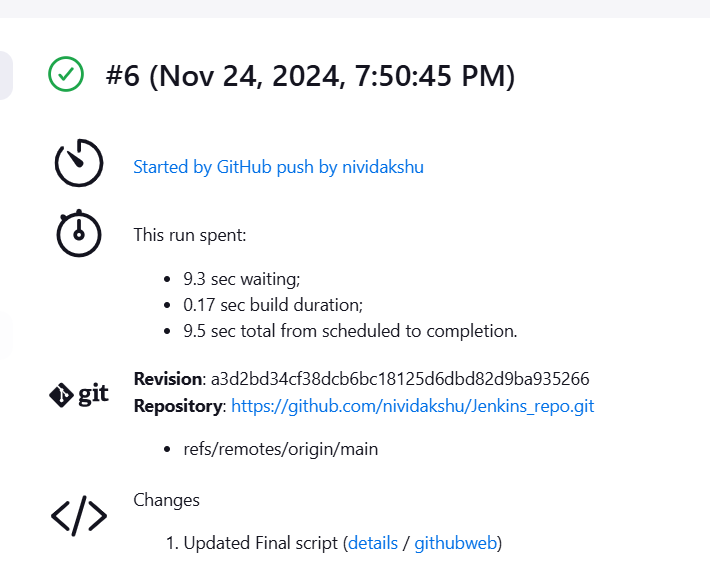 #6 (Nov 24, 2024, 7:50:45 PM)
Started by GitHub push by nividakshu
This run spent:
• 9.3 sec waiting;
• 0.17 sec build duration;
• 9.5 sec total from scheduled to completion.
git
Revision: a3d2bd34cf38dcb6bc18125d6dbd82d9ba935266
Repository: https://github.com/nividakshu/Jenkins_repo.git
• refs/remotes/origin/main
Changes
1. Updated Final script (details / githubweb)